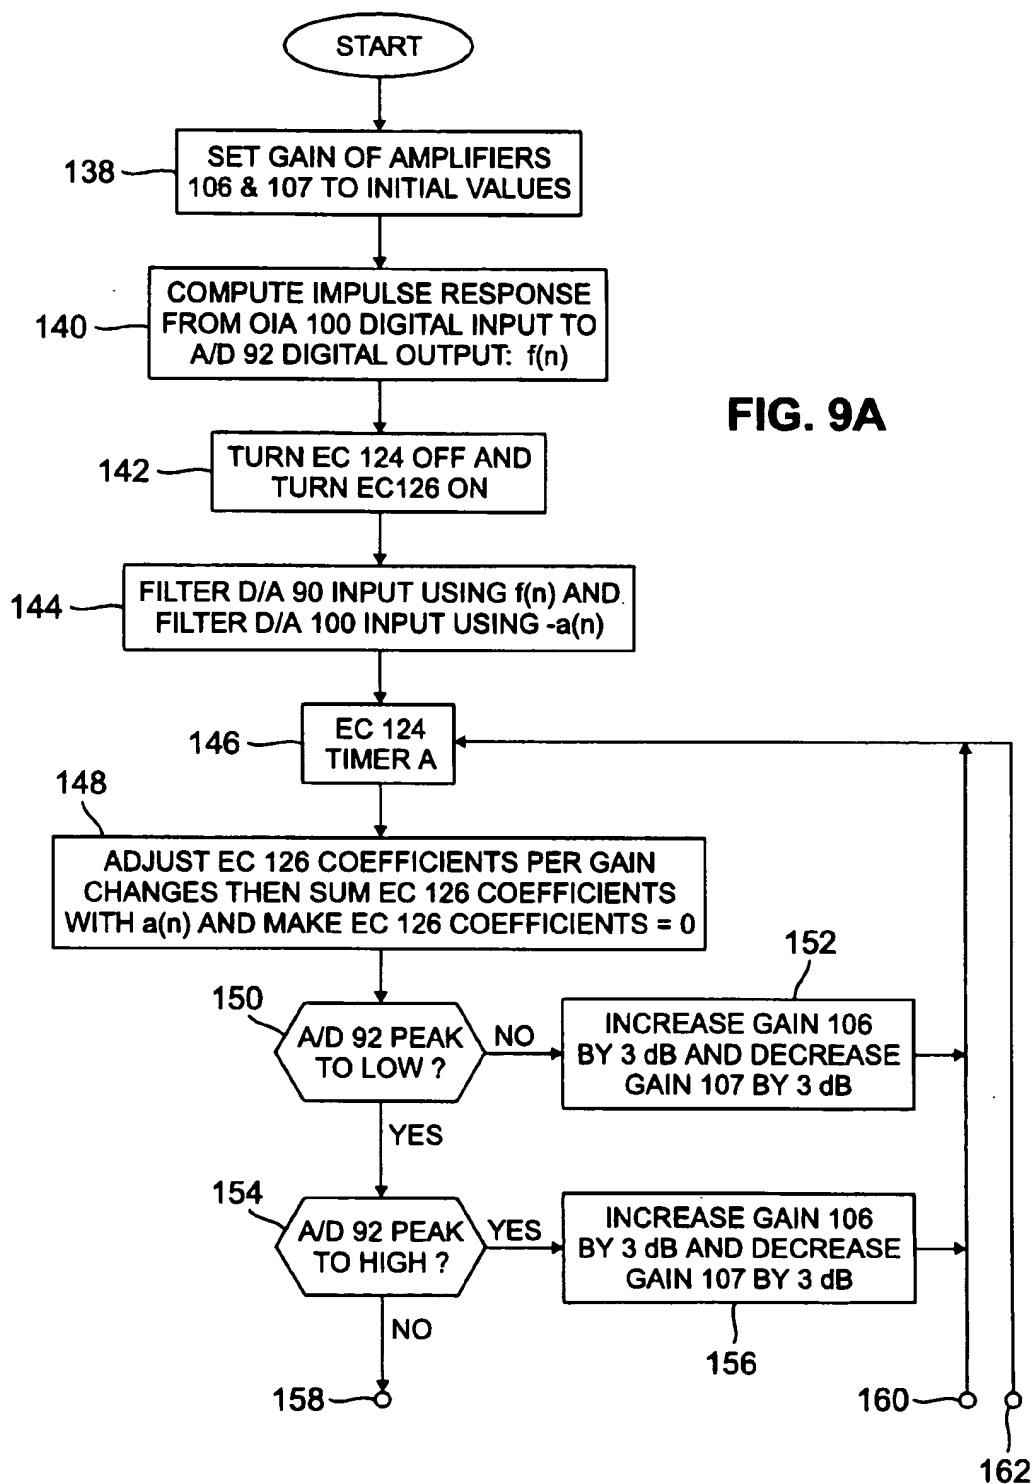 START
138
SET GAIN OF AMPLIFIERS
106 & 107 TO INITIAL VALUES
140
COMPUTE IMPULSE RESPONSE
FROM OIA 100 DIGITAL INPUT TO
A/D 92 DIGITAL OUTPUT: f(n)
FIG. 9A
142
TURN EC 124 OFF AND
TURN EC126 ON
144
FILTER D/A 90 INPUT USING f(n) AND
FILTER D/A 100 INPUT USING -a(n)
146
EC 124
TIMER A
148
ADJUST EC 126 COEFFICIENTS PER GAIN
CHANGES THEN SUM EC 126 COEFFICIENTS
WITH a(n) AND MAKE EC 126 COEFFICIENTS = 0
150
A/D 92 PEAK
TO LOW ?
NO
152
INCREASE GAIN 106
BY 3 dB AND DECREASE
GAIN 107 BY 3 dB
YES
154
A/D 92 PEAK
TO HIGH ?
YES
INCREASE GAIN 106
BY 3 dB AND DECREASE
GAIN 107 BY 3 dB
156
NO
158
160
162